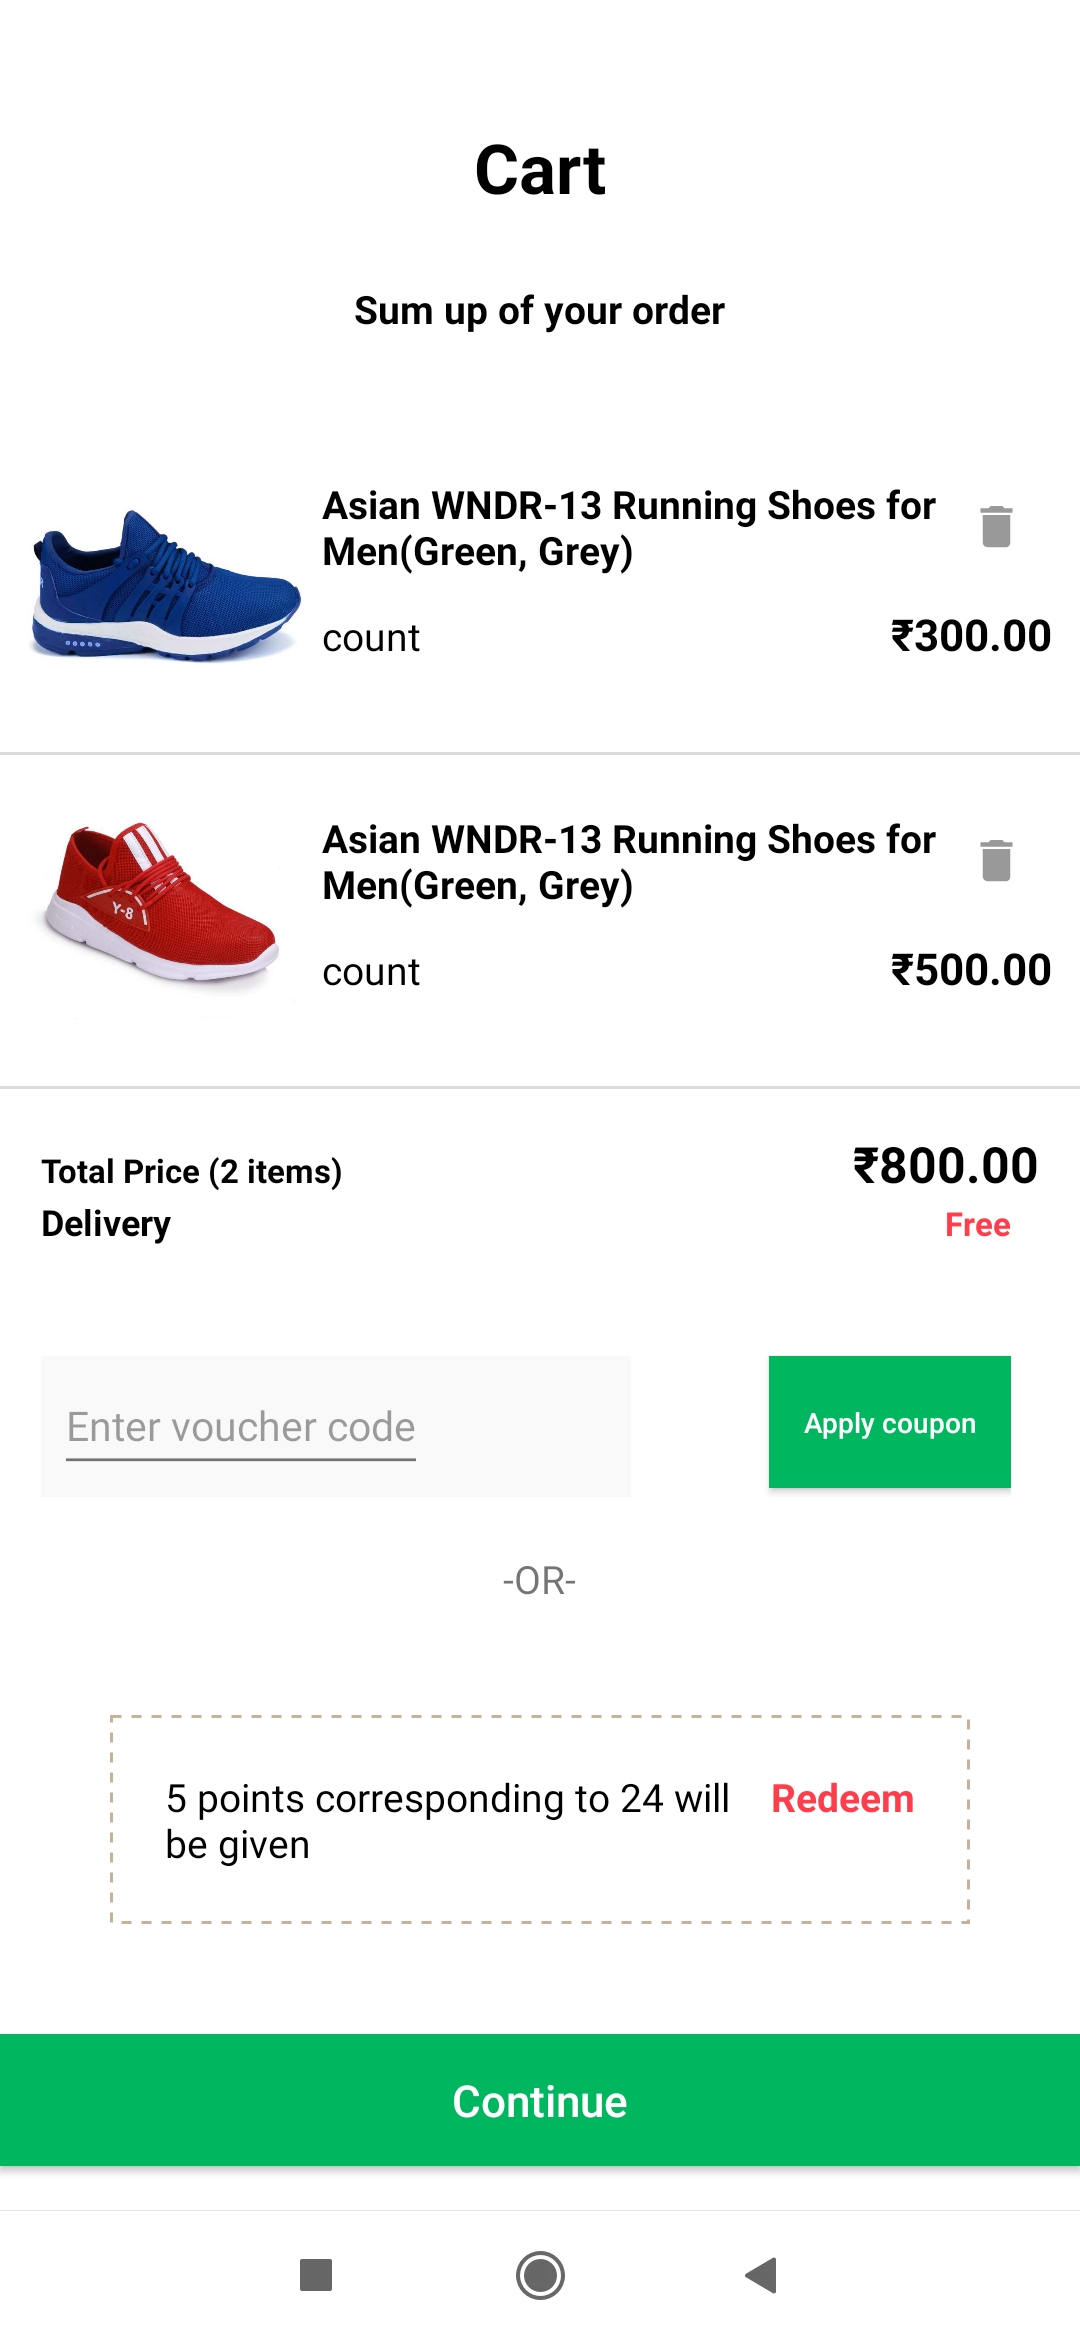 Cart
Sum up of your order
Asian WNDR-13 Running Shoes for
Men(Green, Grey)
count
₹300.00
Y-8
Asian WNDR-13 Running Shoes for
Men(Green, Grey)
count
₹500.00
Total Price (2 items)
₹800.00
Delivery
Free
Enter voucher code
Apply coupon
-OR-
5 points corresponding to 24 will
be given
Redeem
Continue